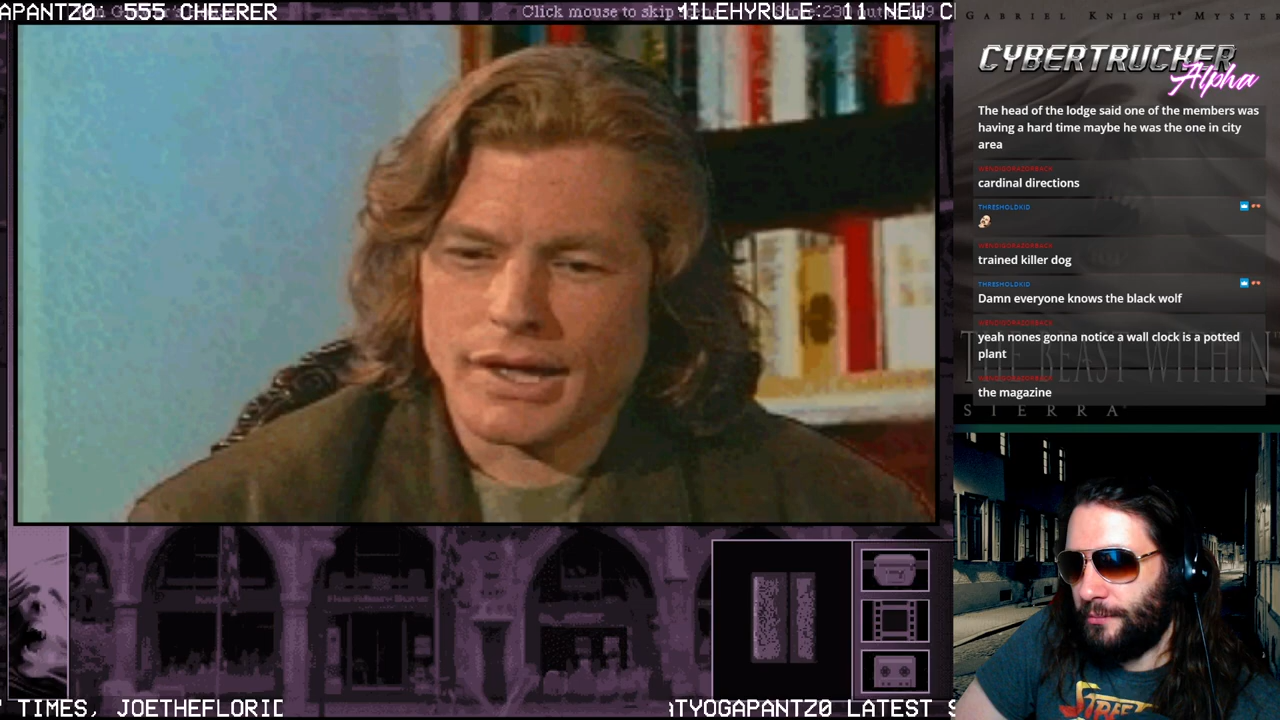 APANTZ0: 555 CHEERER
Click mouse to skip
MILEHYRULE: 11 NEW C
GABRIEL KNIGHT MYSTER
CYBERTRUCKER
Alpha
The head of the lodge said one of the members was
having a hard time maybe he was the one in city
area
cardinal directions
THRESHOLDKID
trained killer dog
THRESHOLDKID
Damn everyone knows the black wolf
yeah nones gonna notice a wall clock is a potted
plant
the magazine
THE BEAST WITHIN
SIERRA
TIMES, JOETHEFLORID
TYOGAPANTZ0 LATEST S
STREET